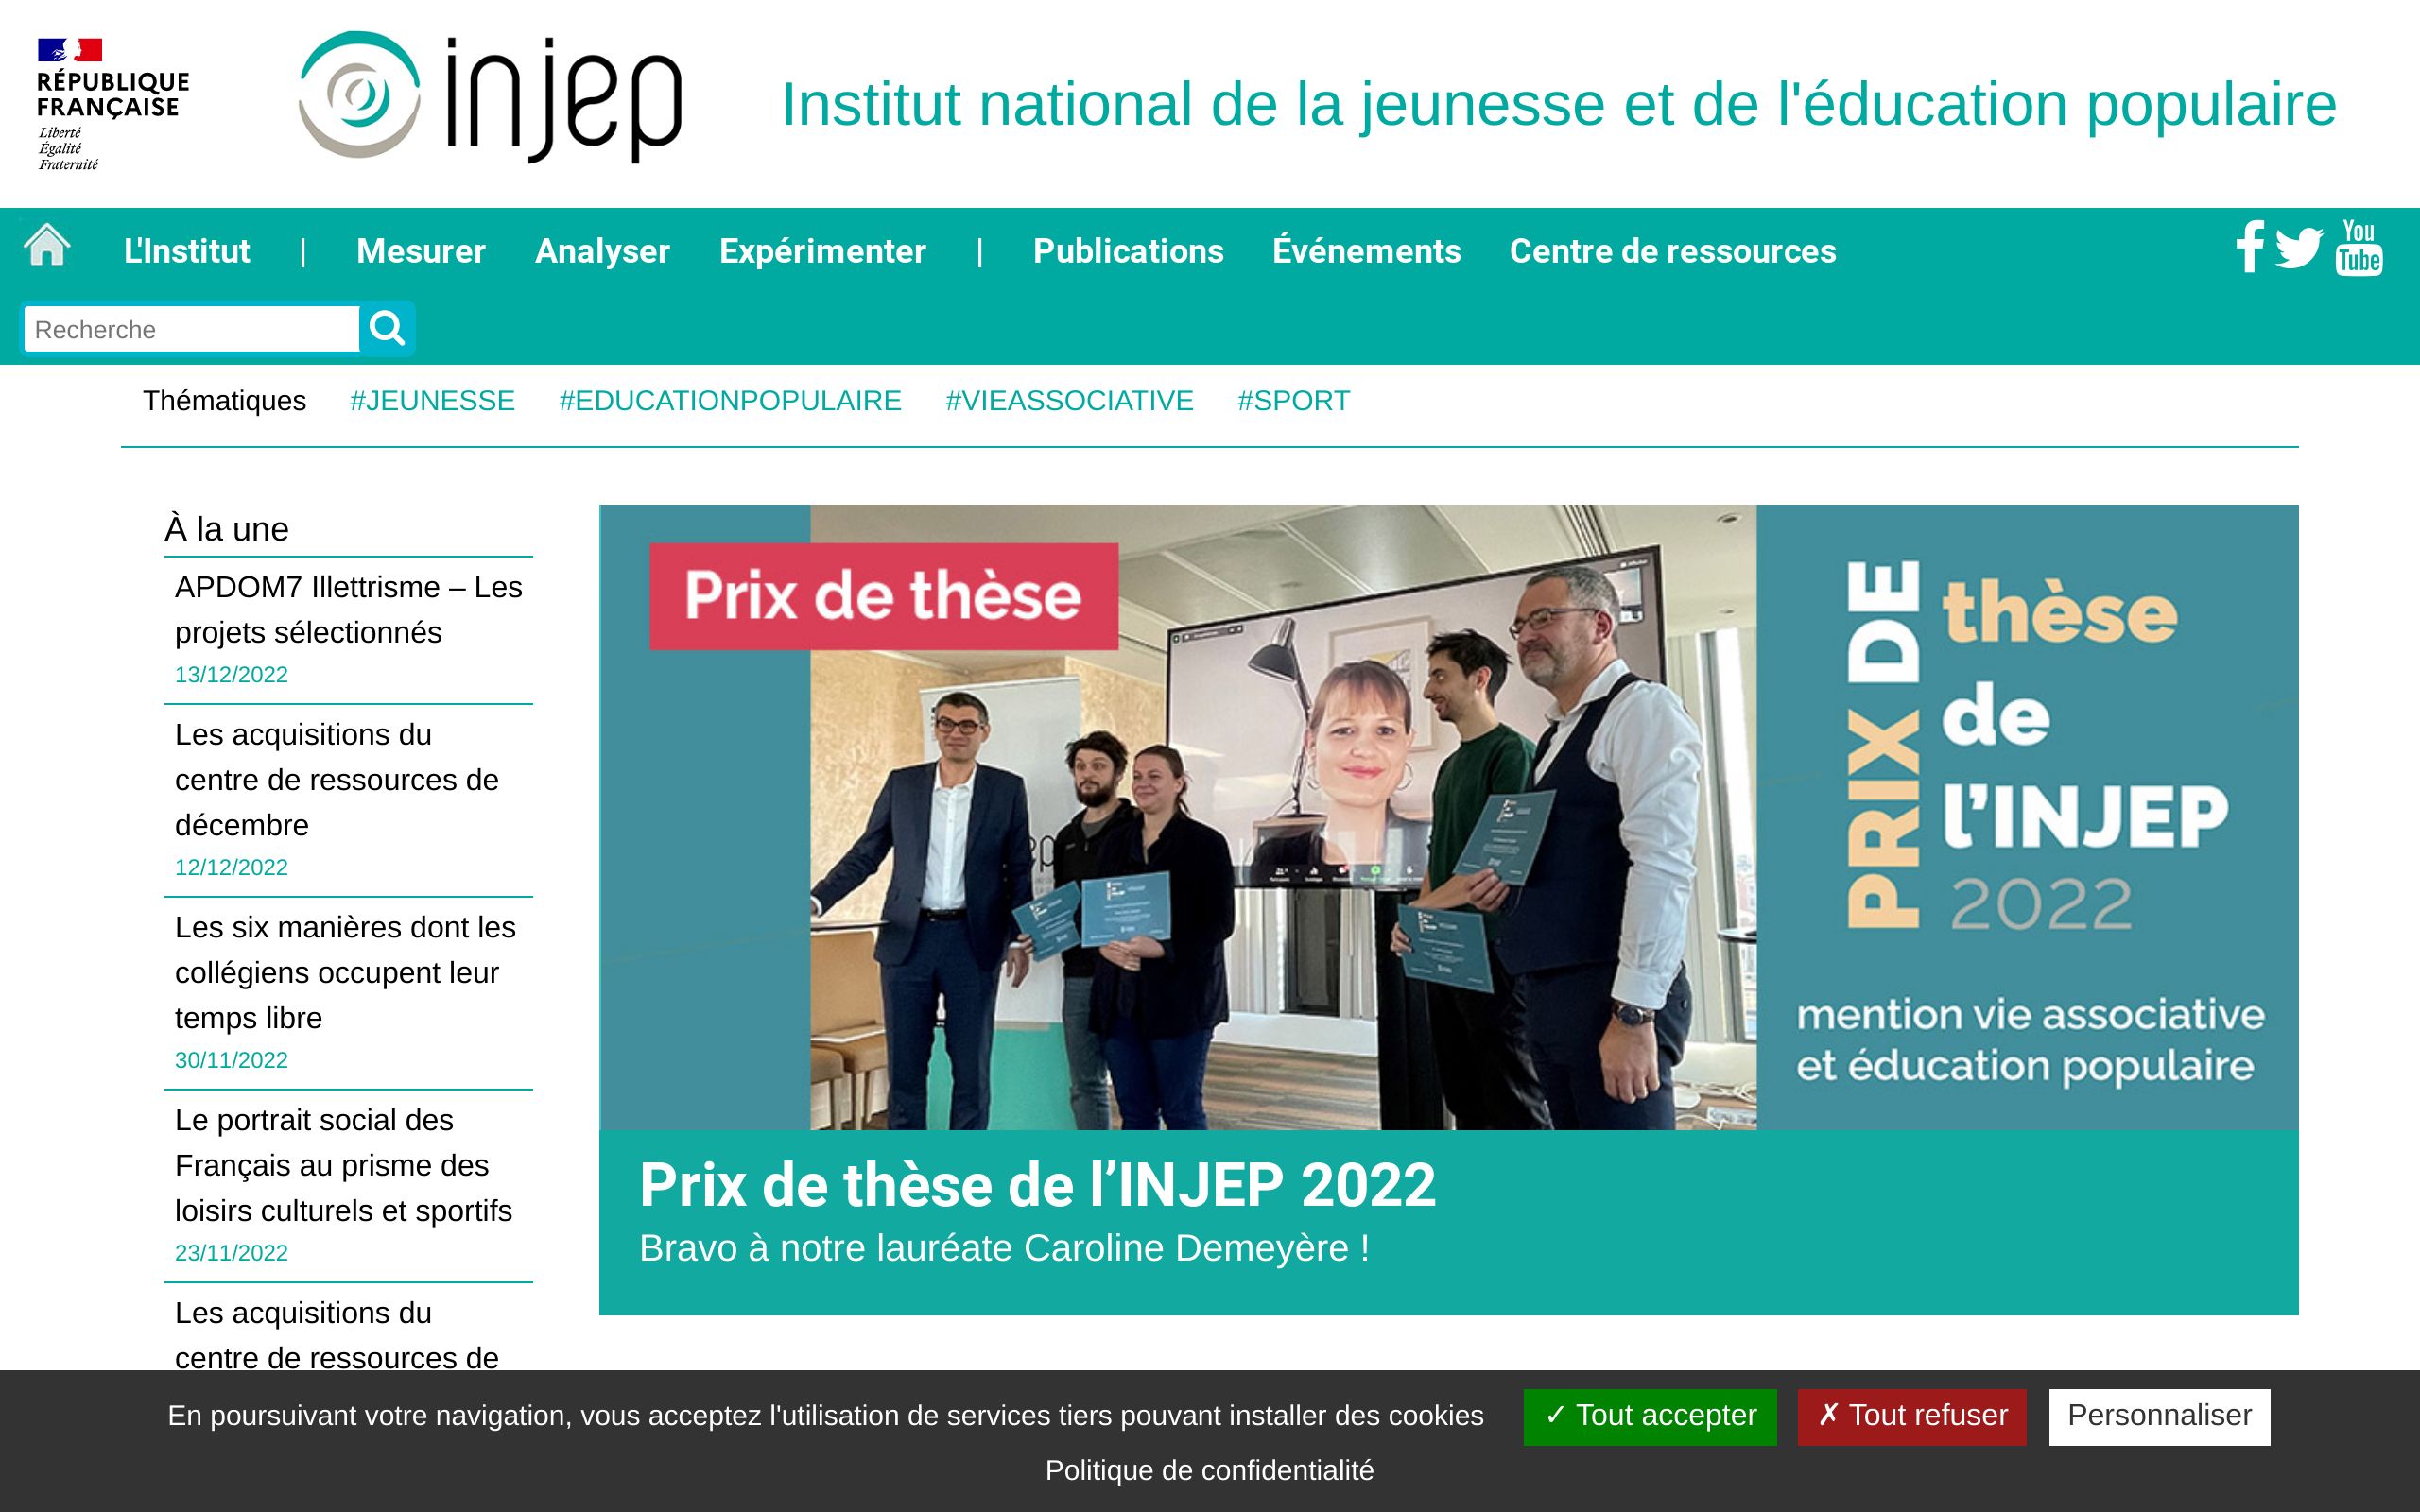 RÉPUBLIQUE
FRANÇAISE
Liberté
Égalité
Fraternité
injep
Institut national de la jeunesse et de l'éducation populaire
L'Institut | Mesurer Analyser Expérimenter | Publications Événements Centre de ressources
You
Tube
Recherche
Thématiques #JEUNESSE #EDUCATIONPOPULAIRE #VIEASSOCIATIVE #SPORT
À la une
APDOM7 Illettrisme – Les
projets sélectionnés
13/12/2022
Les acquisitions du
centre de ressources de
décembre
12/12/2022
Les six manières dont les
collégiens occupent leur
temps libre
30/11/2022
Le portrait social des
Français au prisme des
loisirs culturels et sportifs
23/11/2022
Les acquisitions du
centre de ressources de
Prix de thèse
PRIX DE
thèse
de
l’INJEP
2022
mention vie associative
et éducation populaire
Prix de thèse de l’INJEP 2022
Bravo à notre lauréate Caroline Demeyère !
En poursuivant votre navigation, vous acceptez l'utilisation de services tiers pouvant installer des cookies
✓ Tout accepter
✗ Tout refuser
Personnaliser
Politique de confidentialité